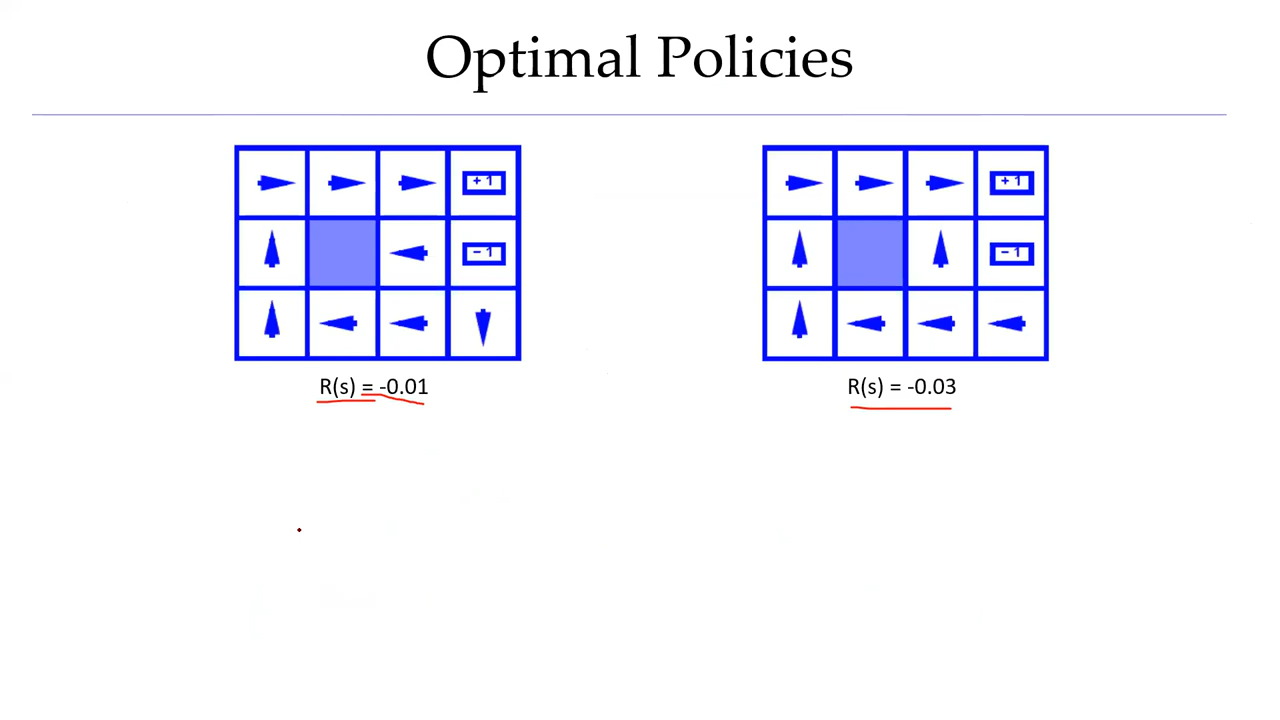 Optimal Policies
+1
-1
R(s) = -0.01
+1
-1
R(s) = -0.03